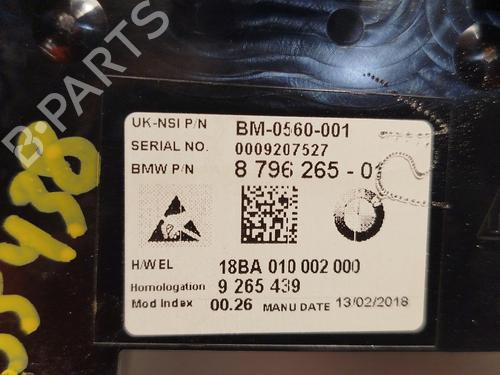 B-PARTS
UK-NSI P/N BM-0560-001
SERIAL NO. 0009207527
BMW P/N 8 796 265 - 01
H/W EL 18BA 010 002 000
Homologation 9 265 439
Mod Index 00.26 MANU DATE 13/02/2018